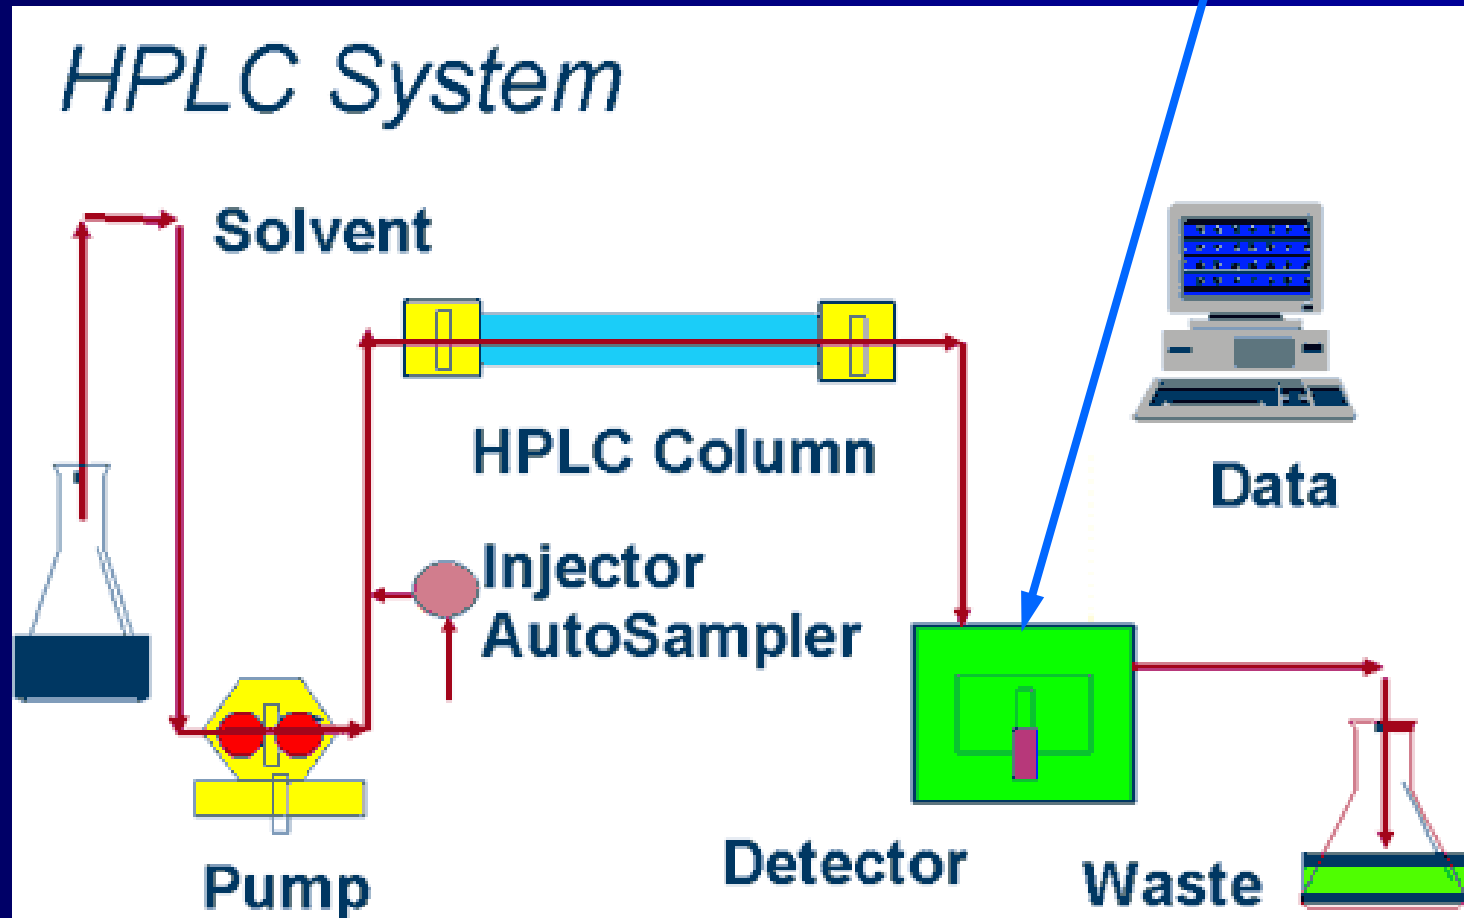 HPLC System
Solvent
HPLC Column
Data
Injector
AutoSampler
Detector
Waste
Pump